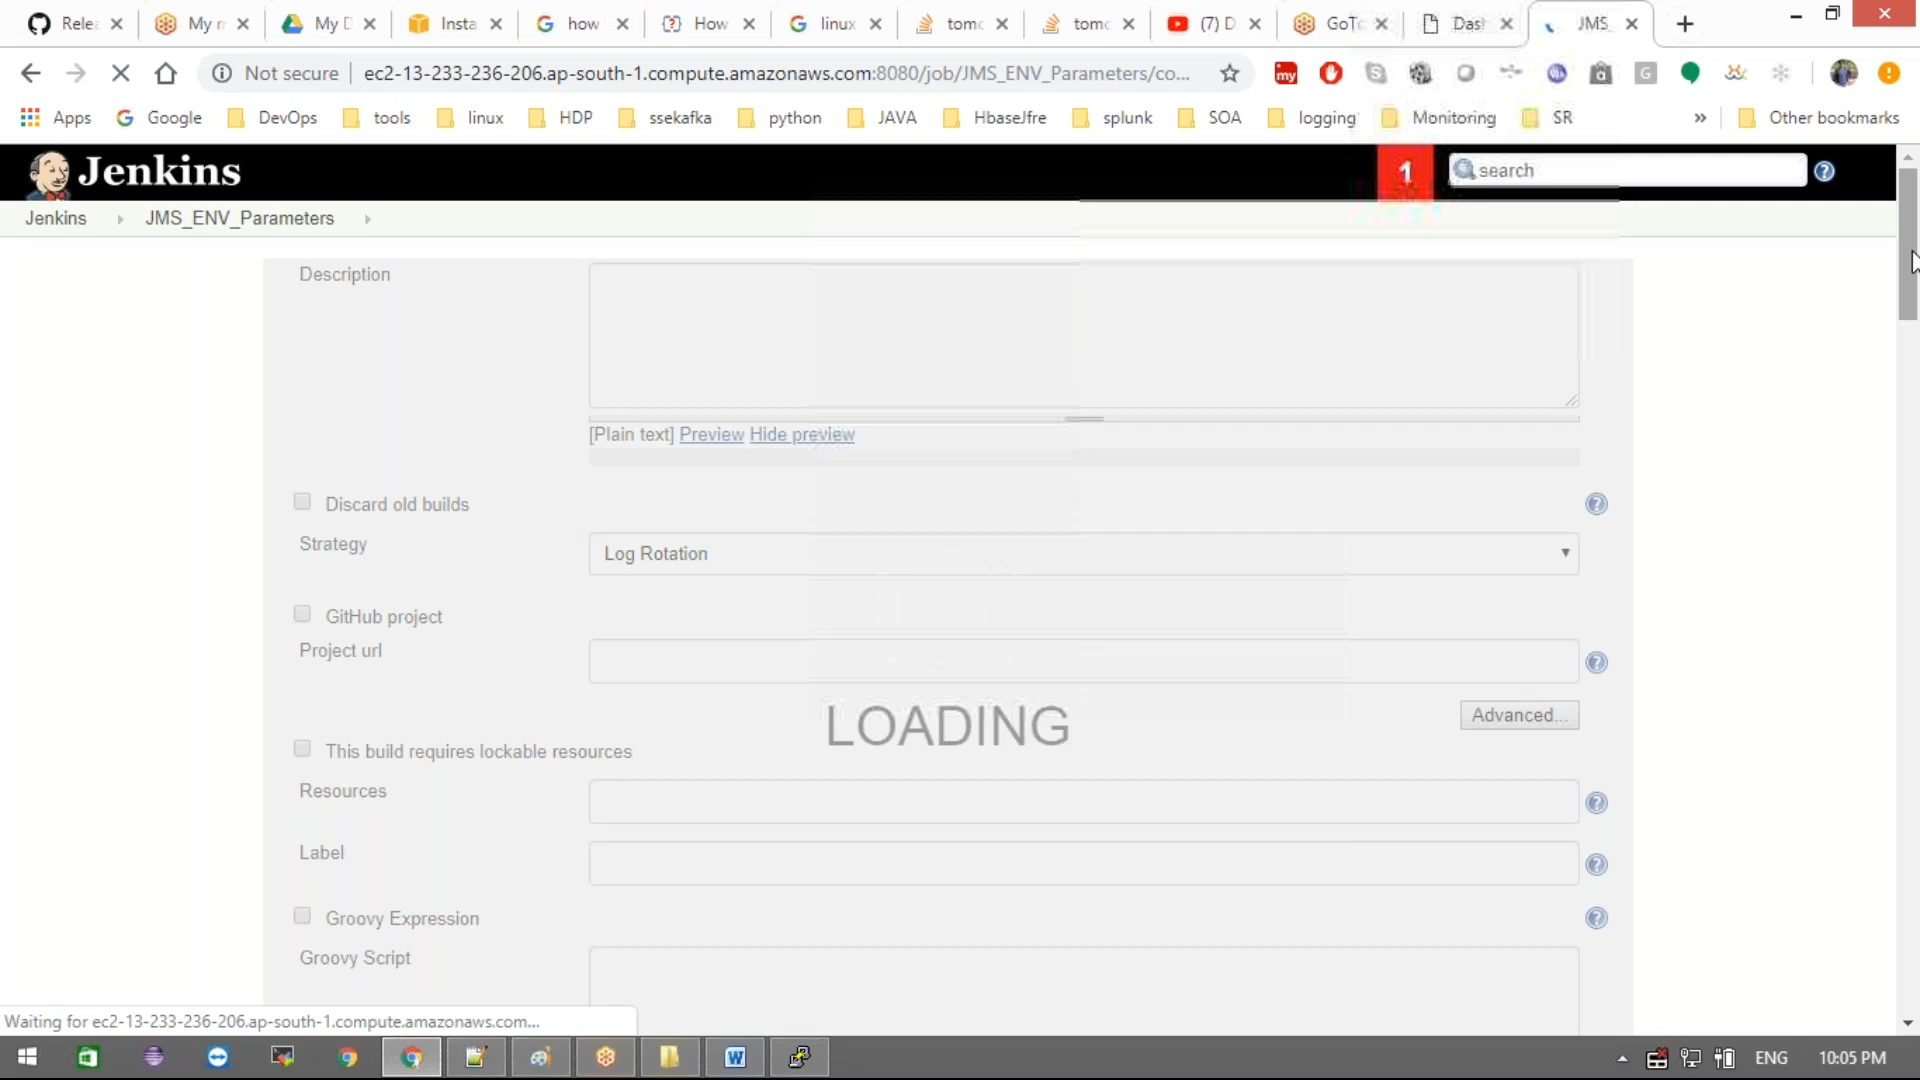 Rele My r My D Insta how How linux tomc tomc (7) D GoTo Dash JMS_
Not secure ec2-13-233-236-206.ap-south-1.compute.amazonaws.com:8080/job/JMS_ENV_Parameters/co...
Apps Google DevOps tools linux HDP ssekafka python JAVA HbaseJfre splunk SOA logging Monitoring SR » Other bookmarks
Jenkins 1 search
Jenkins JMS_ENV_Parameters
Description
[Plain text] Preview Hide preview
Discard old builds
Strategy Log Rotation
GitHub project
Project url
LOADING Advanced...
This build requires lockable resources
Resources
Label
Groovy Expression
Groovy Script
Waiting for ec2-13-233-236-206.ap-south-1.compute.amazonaws.com...
ENG 10:05 PM